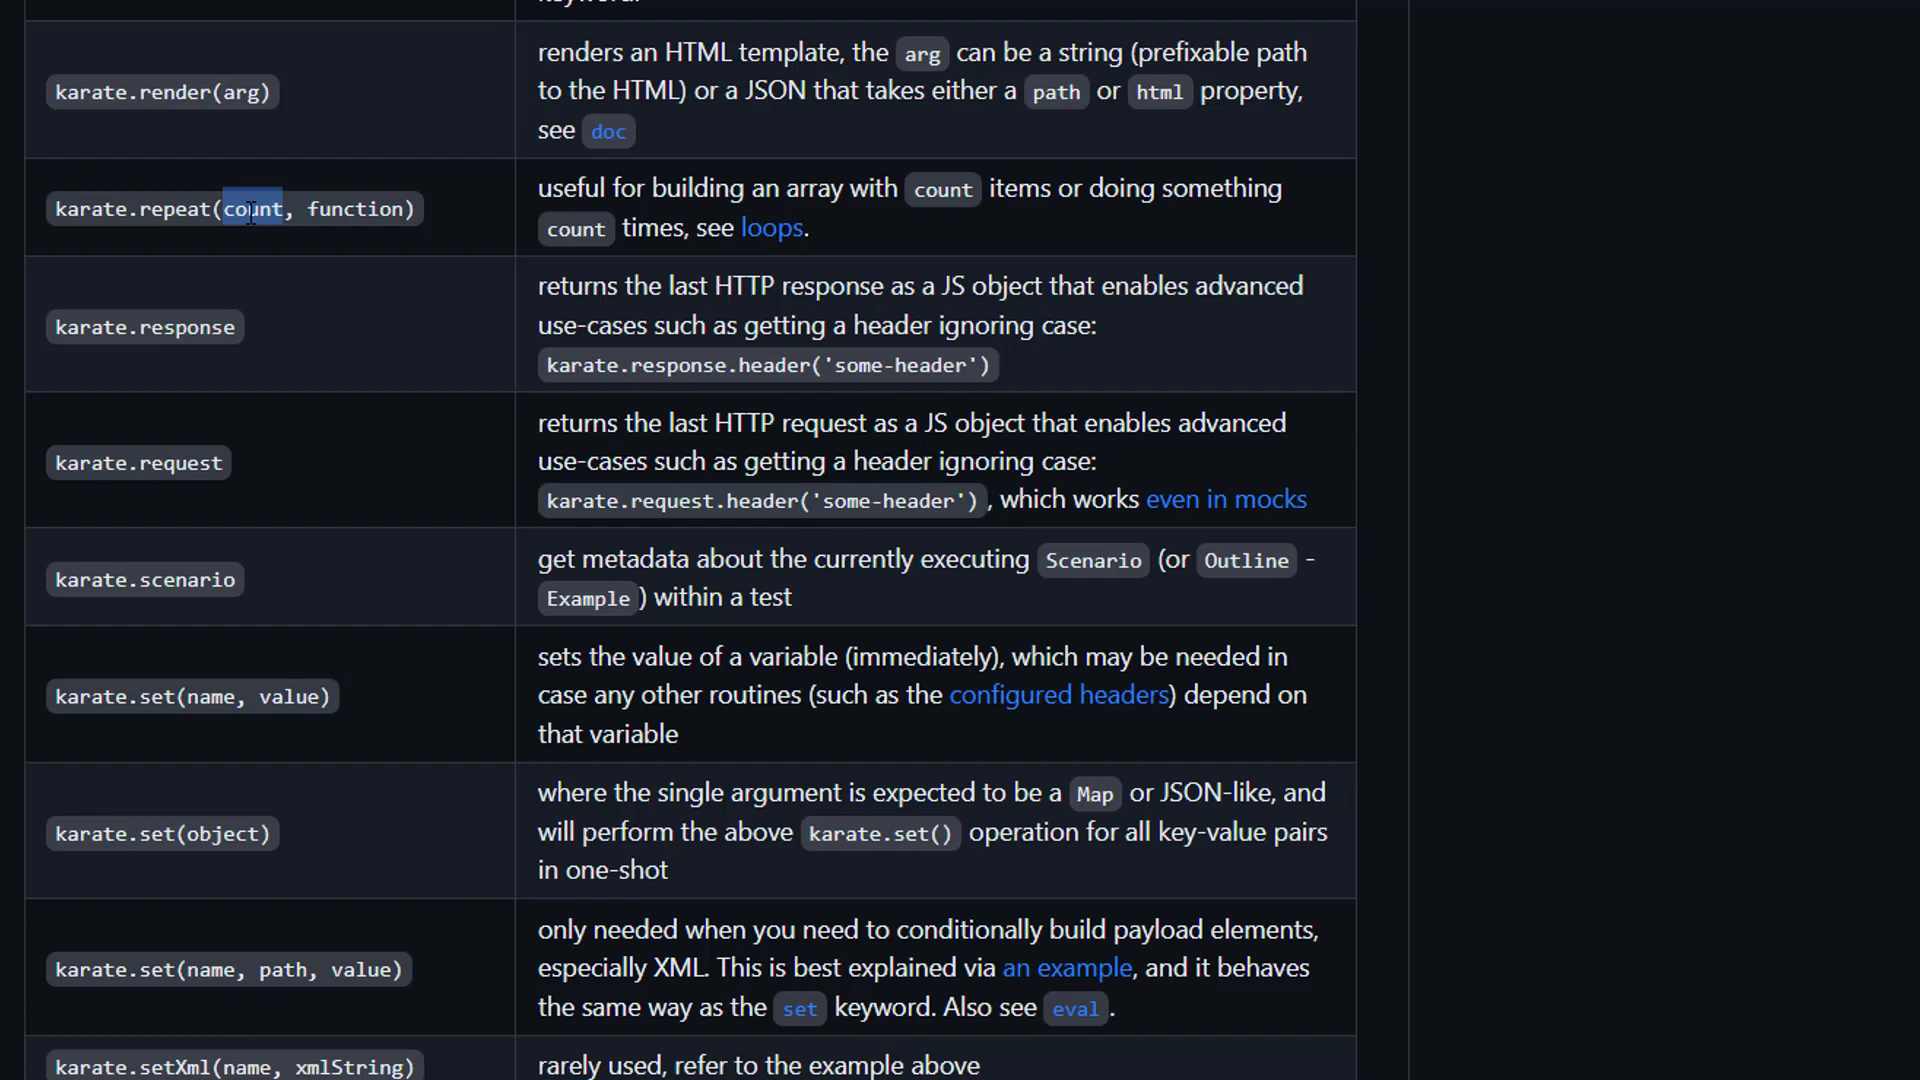 keyword.
karate.render(arg)
renders an HTML template, the arg can be a string (prefixable path
to the HTML) or a JSON that takes either a path or html property,
see doc
karate.repeat(count, function)
useful for building an array with count items or doing something
count times, see loops.
karate.response
returns the last HTTP response as a JS object that enables advanced
use-cases such as getting a header ignoring case:
karate.response.header('some-header')
karate.request
returns the last HTTP request as a JS object that enables advanced
use-cases such as getting a header ignoring case:
karate.request.header('some-header'), which works even in mocks
karate.scenario
get metadata about the currently executing Scenario (or Outline -
Example) within a test
karate.set(name, value)
sets the value of a variable (immediately), which may be needed in
case any other routines (such as the configured headers) depend on
that variable
karate.set(object)
where the single argument is expected to be a Map or JSON-like, and
will perform the above karate.set() operation for all key-value pairs
in one-shot
karate.set(name, path, value)
only needed when you need to conditionally build payload elements,
especially XML. This is best explained via an example, and it behaves
the same way as the set keyword. Also see eval.
karate.setXml(name, xmlString)
rarely used, refer to the example above